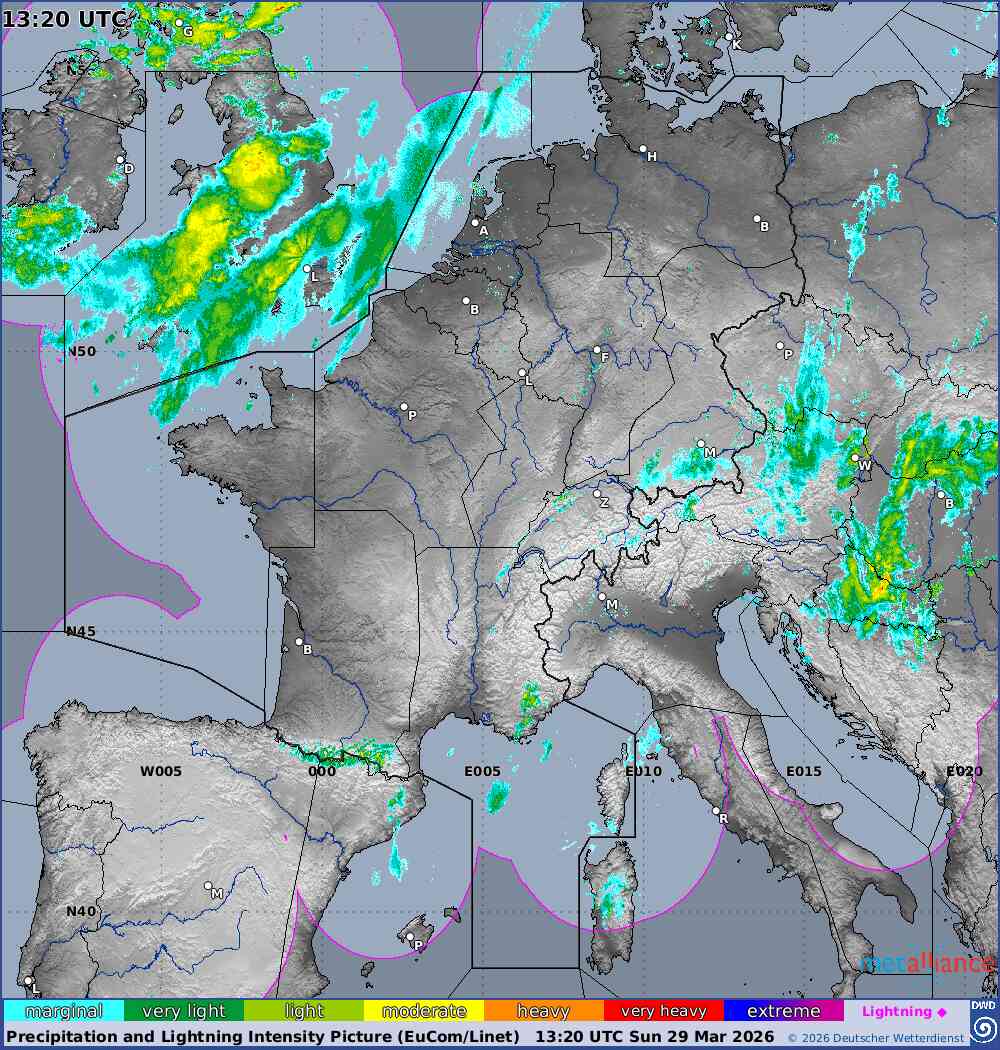 13:20 UTC
G
K
N55
D
H
A
B
L
B
N50
P
F
L
P
M
W
Z
B
M
N45
B
W005
000
E005
E010
E015
E020
R
M
N40
P
L
metalliance
marginal very light light moderate heavy very heavy extreme Lightning ◆
DWD
Precipitation and Lightning Intensity Picture (EuCom/Linet) 13:20 UTC Sun 29 Mar 2026 © 2026 Deutscher Wetterdienst